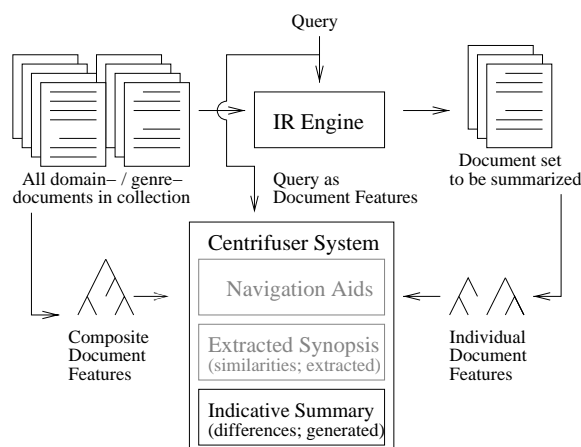 Query
IR Engine
All domain– / genre–
documents in collection
Query as
Document Features
Document set
to be summarized
Centrifuser System
Navigation Aids
Extracted Synopsis
(similarities; extracted)
Indicative Summary
(differences; generated)
Composite
Document
Features
Individual
Document
Features